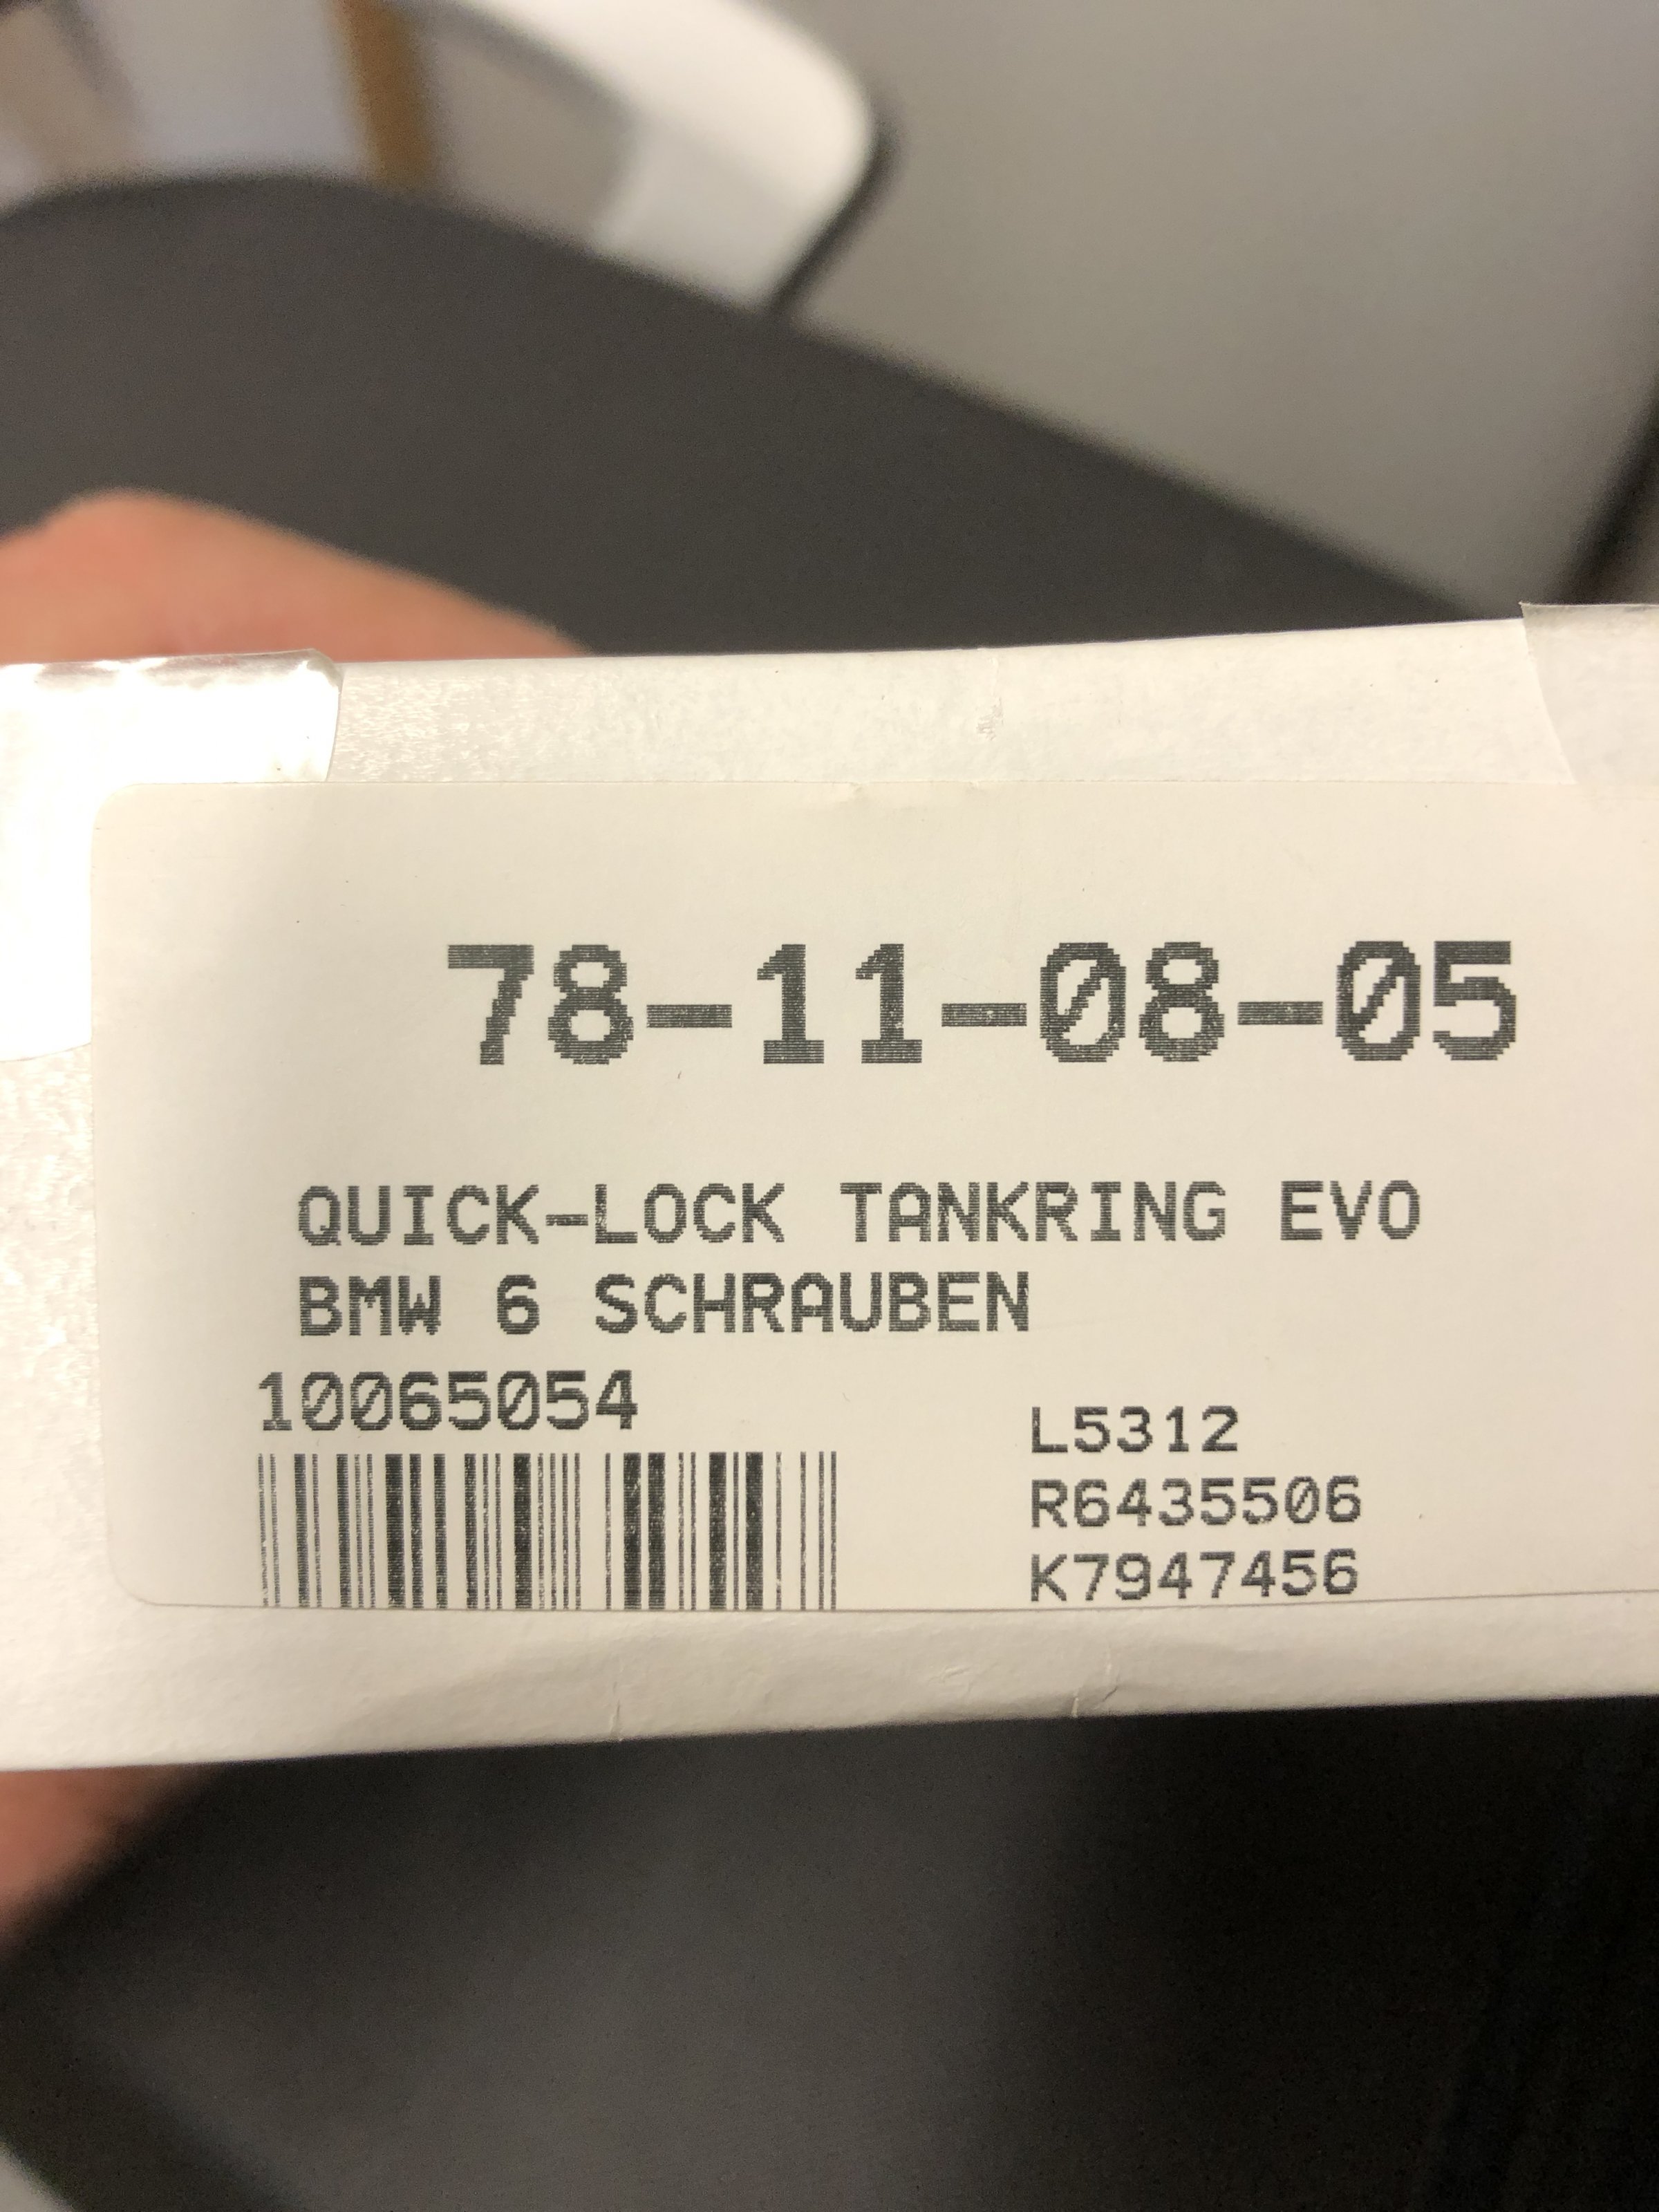 78-11-08-05
QUICK-LOCK TANKRING EVO
BMW 6 SCHRAUBEN
10065054
L5312
R6435506
K7947456